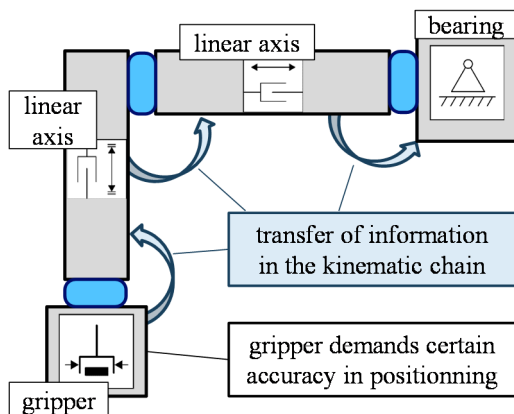 bearing
linear axis
linear
axis
transfer of information
in the kinematic chain
gripper demands certain
accuracy in positionning
gripper